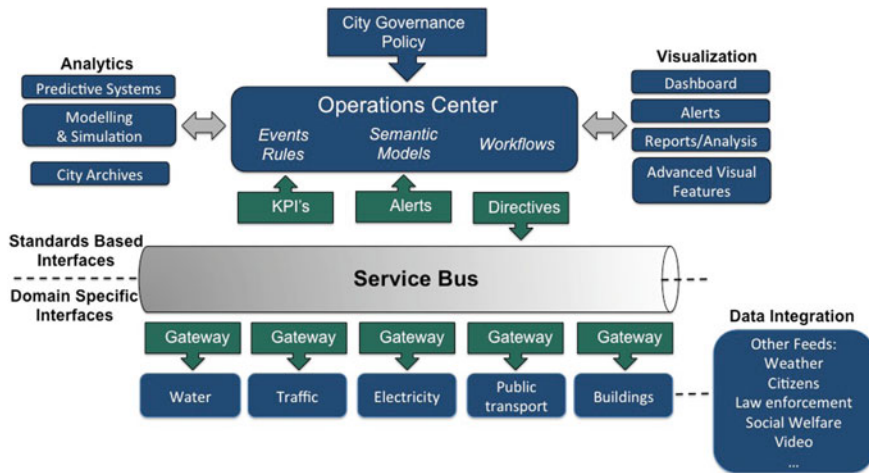 City Governance
Policy
Analytics
Predictive Systems
Modelling
& Simulation
City Archives
Operations Center
Events
Rules
Semantic
Models
Workflows
Visualization
Dashboard
Alerts
Reports/Analysis
Advanced Visual
Features
KPI's
Alerts
Directives
Standards Based
Interfaces
Domain Specific
Interfaces
Service Bus
Gateway
Gateway
Gateway
Gateway
Gateway
Water
Traffic
Electricity
Public
transport
Buildings
Data Integration
Other Feeds:
Weather
Citizens
Law enforcement
Social Welfare
Video
...